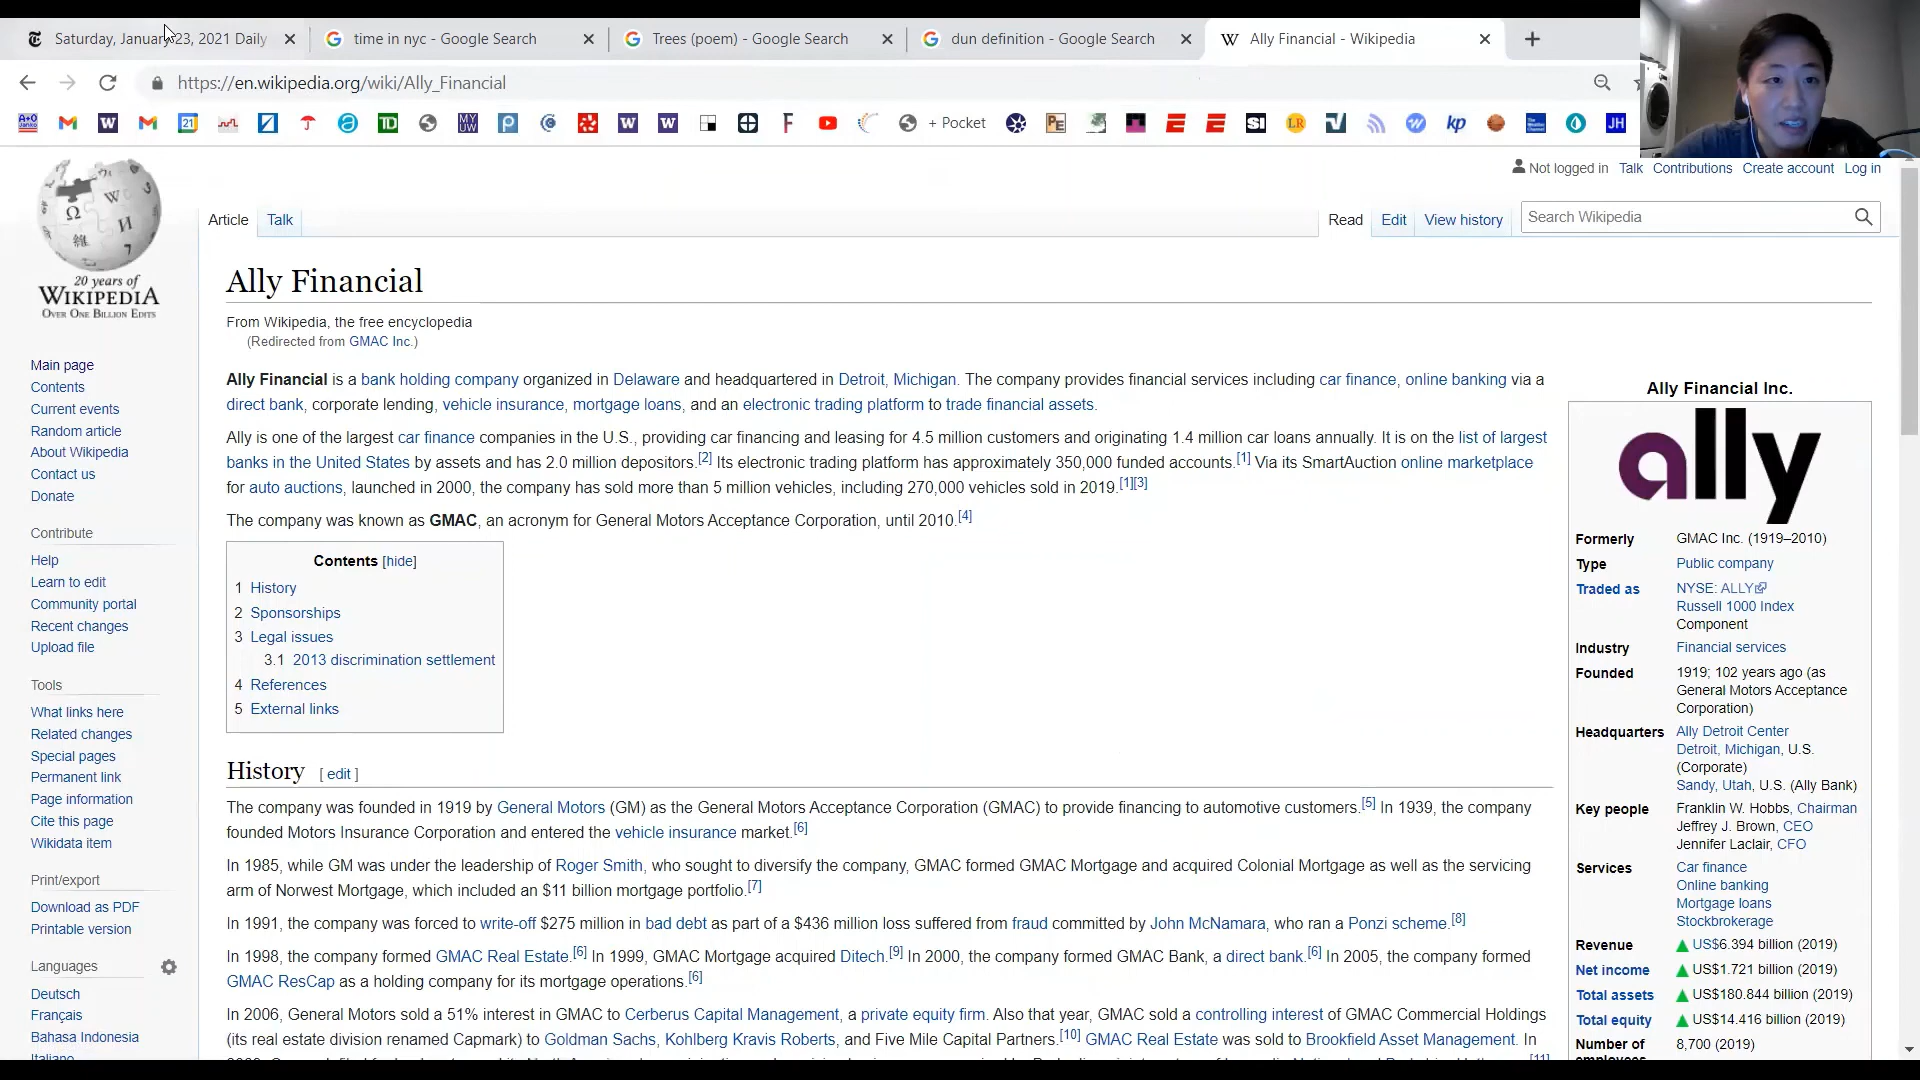 Saturday, January 23, 2021 Daily
time in nyc - Google Search
Trees (poem) - Google Search
dun definition - Google Search
Ally Financial - Wikipedia
https://en.wikipedia.org/wiki/Ally_Financial
+ Pocket
Not logged in Talk Contributions Create account Log in
Article Talk Read Edit View history Search Wikipedia
20 years of
WIKIPEDIA
OVER ONE BILLION EDITS
Main page
Contents
Current events
Random article
About Wikipedia
Contact us
Donate
Contribute
Help
Learn to edit
Community portal
Recent changes
Upload file
Tools
What links here
Related changes
Special pages
Permanent link
Page information
Cite this page
Wikidata item
Print/export
Download as PDF
Printable version
Languages
Deutsch
Français
Bahasa Indonesia
Italiano
Ally Financial
From Wikipedia, the free encyclopedia
(Redirected from GMAC Inc.)
Ally Financial is a bank holding company organized in Delaware and headquartered in Detroit, Michigan. The company provides financial services including car finance, online banking via a
direct bank, corporate lending, vehicle insurance, mortgage loans, and an electronic trading platform to trade financial assets.
Ally is one of the largest car finance companies in the U.S., providing car financing and leasing for 4.5 million customers and originating 1.4 million car loans annually. It is on the list of largest
banks in the United States by assets and has 2.0 million depositors.[2] Its electronic trading platform has approximately 350,000 funded accounts.[1] Via its SmartAuction online marketplace
for auto auctions, launched in 2000, the company has sold more than 5 million vehicles, including 270,000 vehicles sold in 2019.[1][3]
The company was known as GMAC, an acronym for General Motors Acceptance Corporation, until 2010.[4]
Contents [hide]
1 History
2 Sponsorships
3 Legal issues
3.1 2013 discrimination settlement
4 References
5 External links
History [ edit ]
The company was founded in 1919 by General Motors (GM) as the General Motors Acceptance Corporation (GMAC) to provide financing to automotive customers.[5] In 1939, the company
founded Motors Insurance Corporation and entered the vehicle insurance market.[6]
In 1985, while GM was under the leadership of Roger Smith, who sought to diversify the company, GMAC formed GMAC Mortgage and acquired Colonial Mortgage as well as the servicing
arm of Norwest Mortgage, which included an $11 billion mortgage portfolio.[7]
In 1991, the company was forced to write-off $275 million in bad debt as part of a $436 million loss suffered from fraud committed by John McNamara, who ran a Ponzi scheme.[8]
In 1998, the company formed GMAC Real Estate.[6] In 1999, GMAC Mortgage acquired Ditech.[9] In 2000, the company formed GMAC Bank, a direct bank.[6] In 2005, the company formed
GMAC ResCap as a holding company for its mortgage operations.[6]
In 2006, General Motors sold a 51% interest in GMAC to Cerberus Capital Management, a private equity firm. Also that year, GMAC sold a controlling interest of GMAC Commercial Holdings
(its real estate division renamed Capmark) to Goldman Sachs, Kohlberg Kravis Roberts, and Five Mile Capital Partners.[10] GMAC Real Estate was sold to Brookfield Asset Management. In
Ally Financial Inc.
ally
Formerly GMAC Inc. (1919–2010)
Type Public company
Traded as NYSE: ALLY
Russell 1000 Index
Component
Industry Financial services
Founded 1919; 102 years ago (as
General Motors Acceptance
Corporation)
Headquarters Ally Detroit Center
Detroit, Michigan, U.S.
(Corporate)
Sandy, Utah, U.S. (Ally Bank)
Key people Franklin W. Hobbs, Chairman
Jeffrey J. Brown, CEO
Jennifer Laclair, CFO
Services Car finance
Online banking
Mortgage loans
Stockbrokerage
Revenue US$6.394 billion (2019)
Net income US$1.721 billion (2019)
Total assets US$180.844 billion (2019)
Total equity US$14.416 billion (2019)
Number of 8,700 (2019)
employees